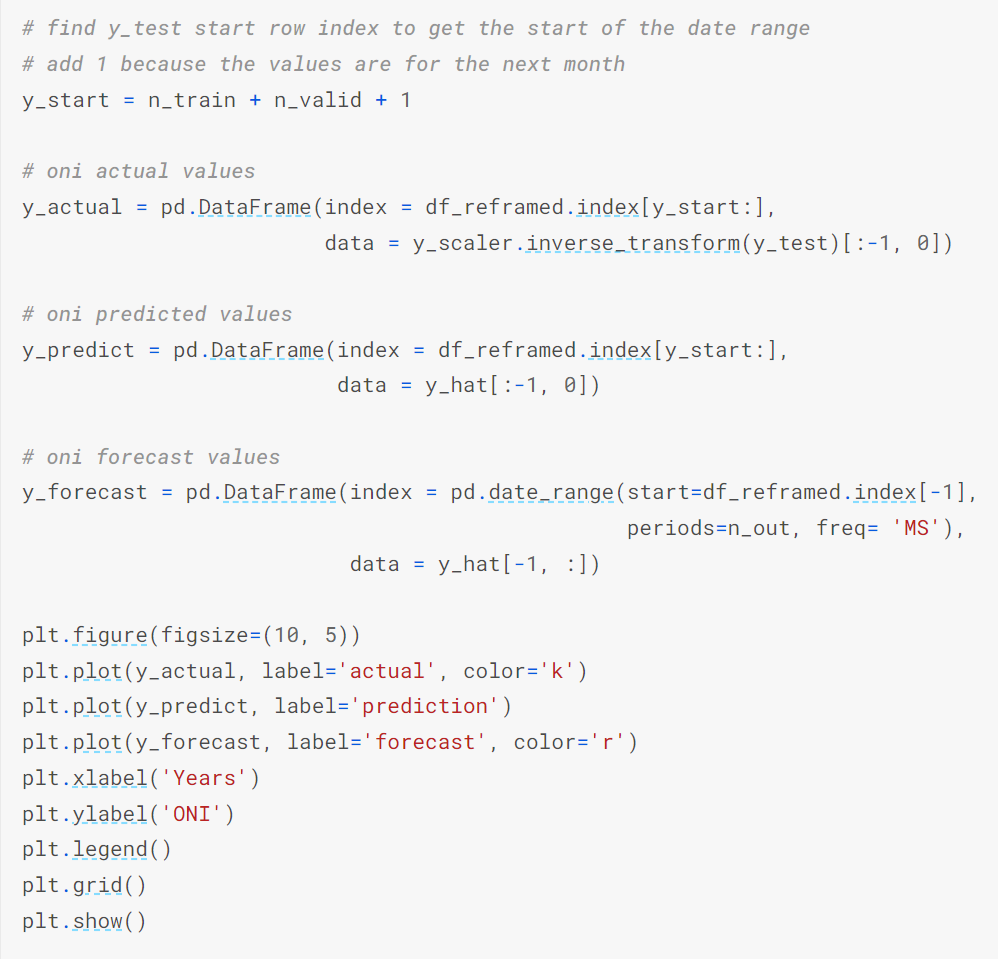 # find y_test start row index to get the start of the date range
# add 1 because the values are for the next month
y_start = n_train + n_valid + 1
# oni actual values
y_actual = pd.DataFrame(index = df_reframed.index[y_start:],
data = y_scaler.inverse_transform(y_test)[:-1, 0])
# oni predicted values
y_predict = pd.DataFrame(index = df_reframed.index[y_start:],
data = y_hat[:-1, 0])
# oni forecast values
y_forecast = pd.DataFrame(index = pd.date_range(start=df_reframed.index[-1],
periods=n_out, freq= 'MS'),
data = y_hat[-1, :])
plt.figure(figsize=(10, 5))
plt.plot(y_actual, label='actual', color='k')
plt.plot(y_predict, label='prediction')
plt.plot(y_forecast, label='forecast', color='r')
plt.xlabel('Years')
plt.ylabel('ONI')
plt.legend()
plt.grid()
plt.show()